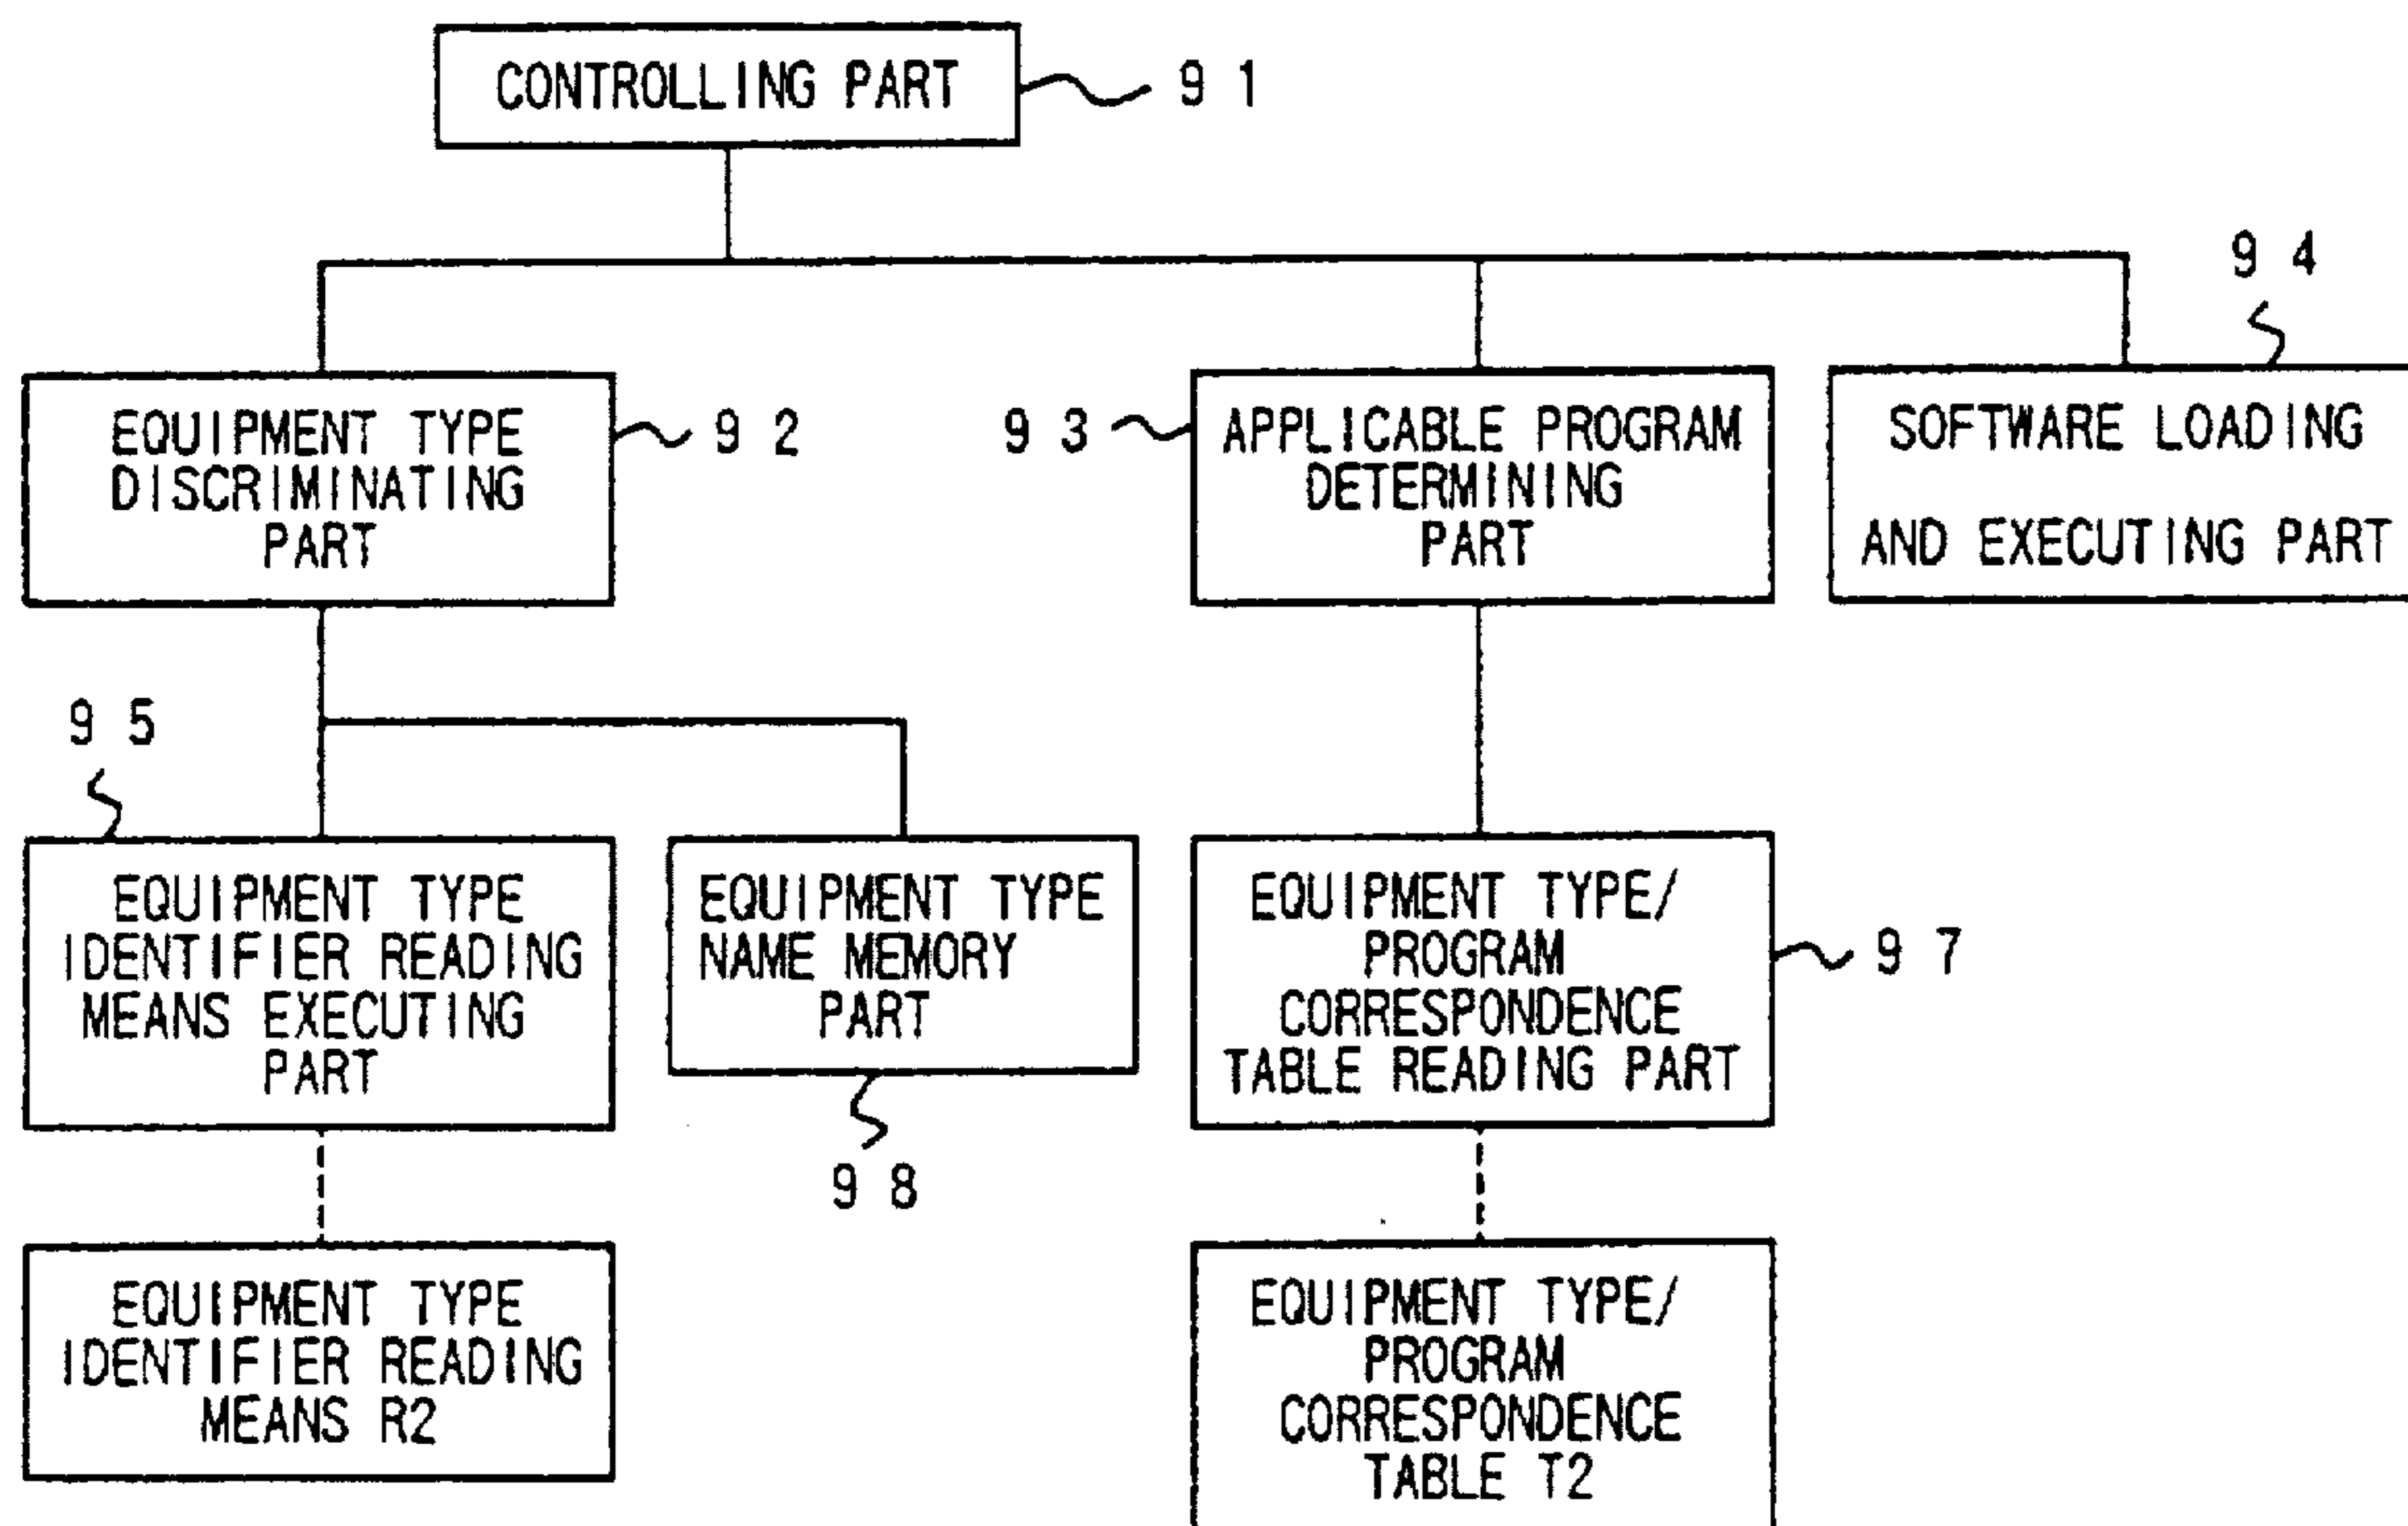 CONTROLLING PART
91
94
EQUIPMENT TYPE
DISCRIMINATING
PART
92
93
APPLICABLE PROGRAM
DETERMINING
PART
SOFTWARE LOADING
AND EXECUTING PART
95
EQUIPMENT TYPE
IDENTIFIER READING
MEANS EXECUTING
PART
EQUIPMENT TYPE
NAME MEMORY
PART
98
EQUIPMENT TYPE/
PROGRAM
CORRESPONDENCE
TABLE READING PART
97
EQUIPMENT TYPE
IDENTIFIER READING
MEANS R2
EQUIPMENT TYPE/
PROGRAM
CORRESPONDENCE
TABLE T2